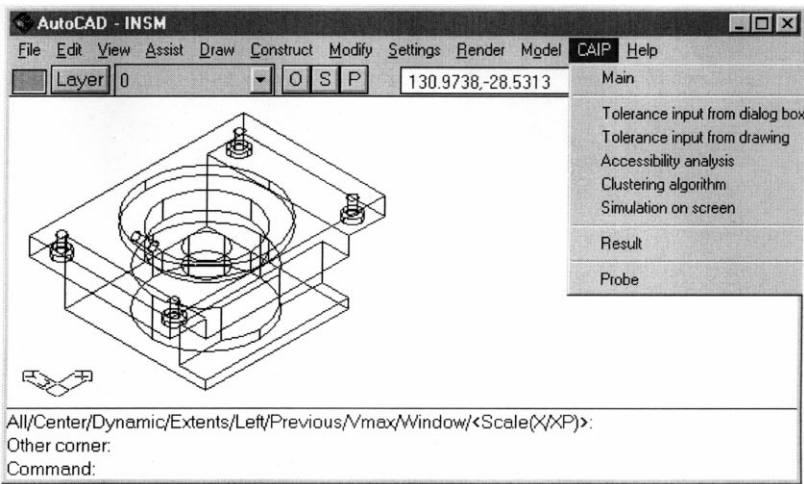 AutoCAD - INSM
File Edit View Assist Draw Construct Modify Settings Render Model CAIP Help
Layer 0 O S P 130.9738,-28.5313
Main
Tolerance input from dialog box
Tolerance input from drawing
Accessibility analysis
Clustering algorithm
Simulation on screen
Result
Probe
All/Center/Dynamic/Extents/Left/Previous/Vmax/Window/<Scale(X/XP)>:
Other corner:
Command: